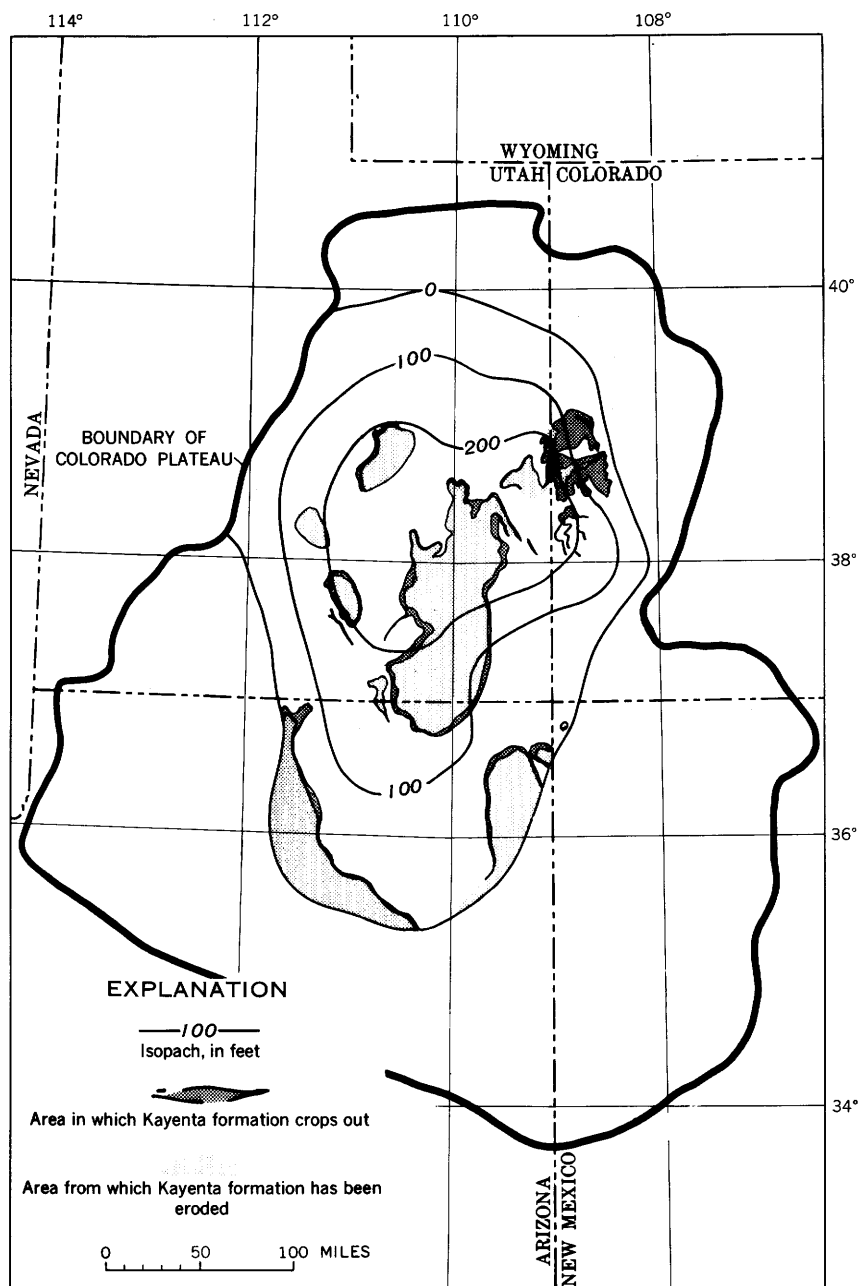 114°
112°
110°
108°
WYOMING
UTAH
COLORADO
40°
0
100
200
NEVADA
BOUNDARY OF
COLORADO PLATEAU
38°
100
36°
EXPLANATION
100
Isopach, in feet
Area in which Kayenta formation crops out
34°
Area from which Kayenta formation has been
eroded
0 50 100 MILES
ARIZONA
NEW MEXICO